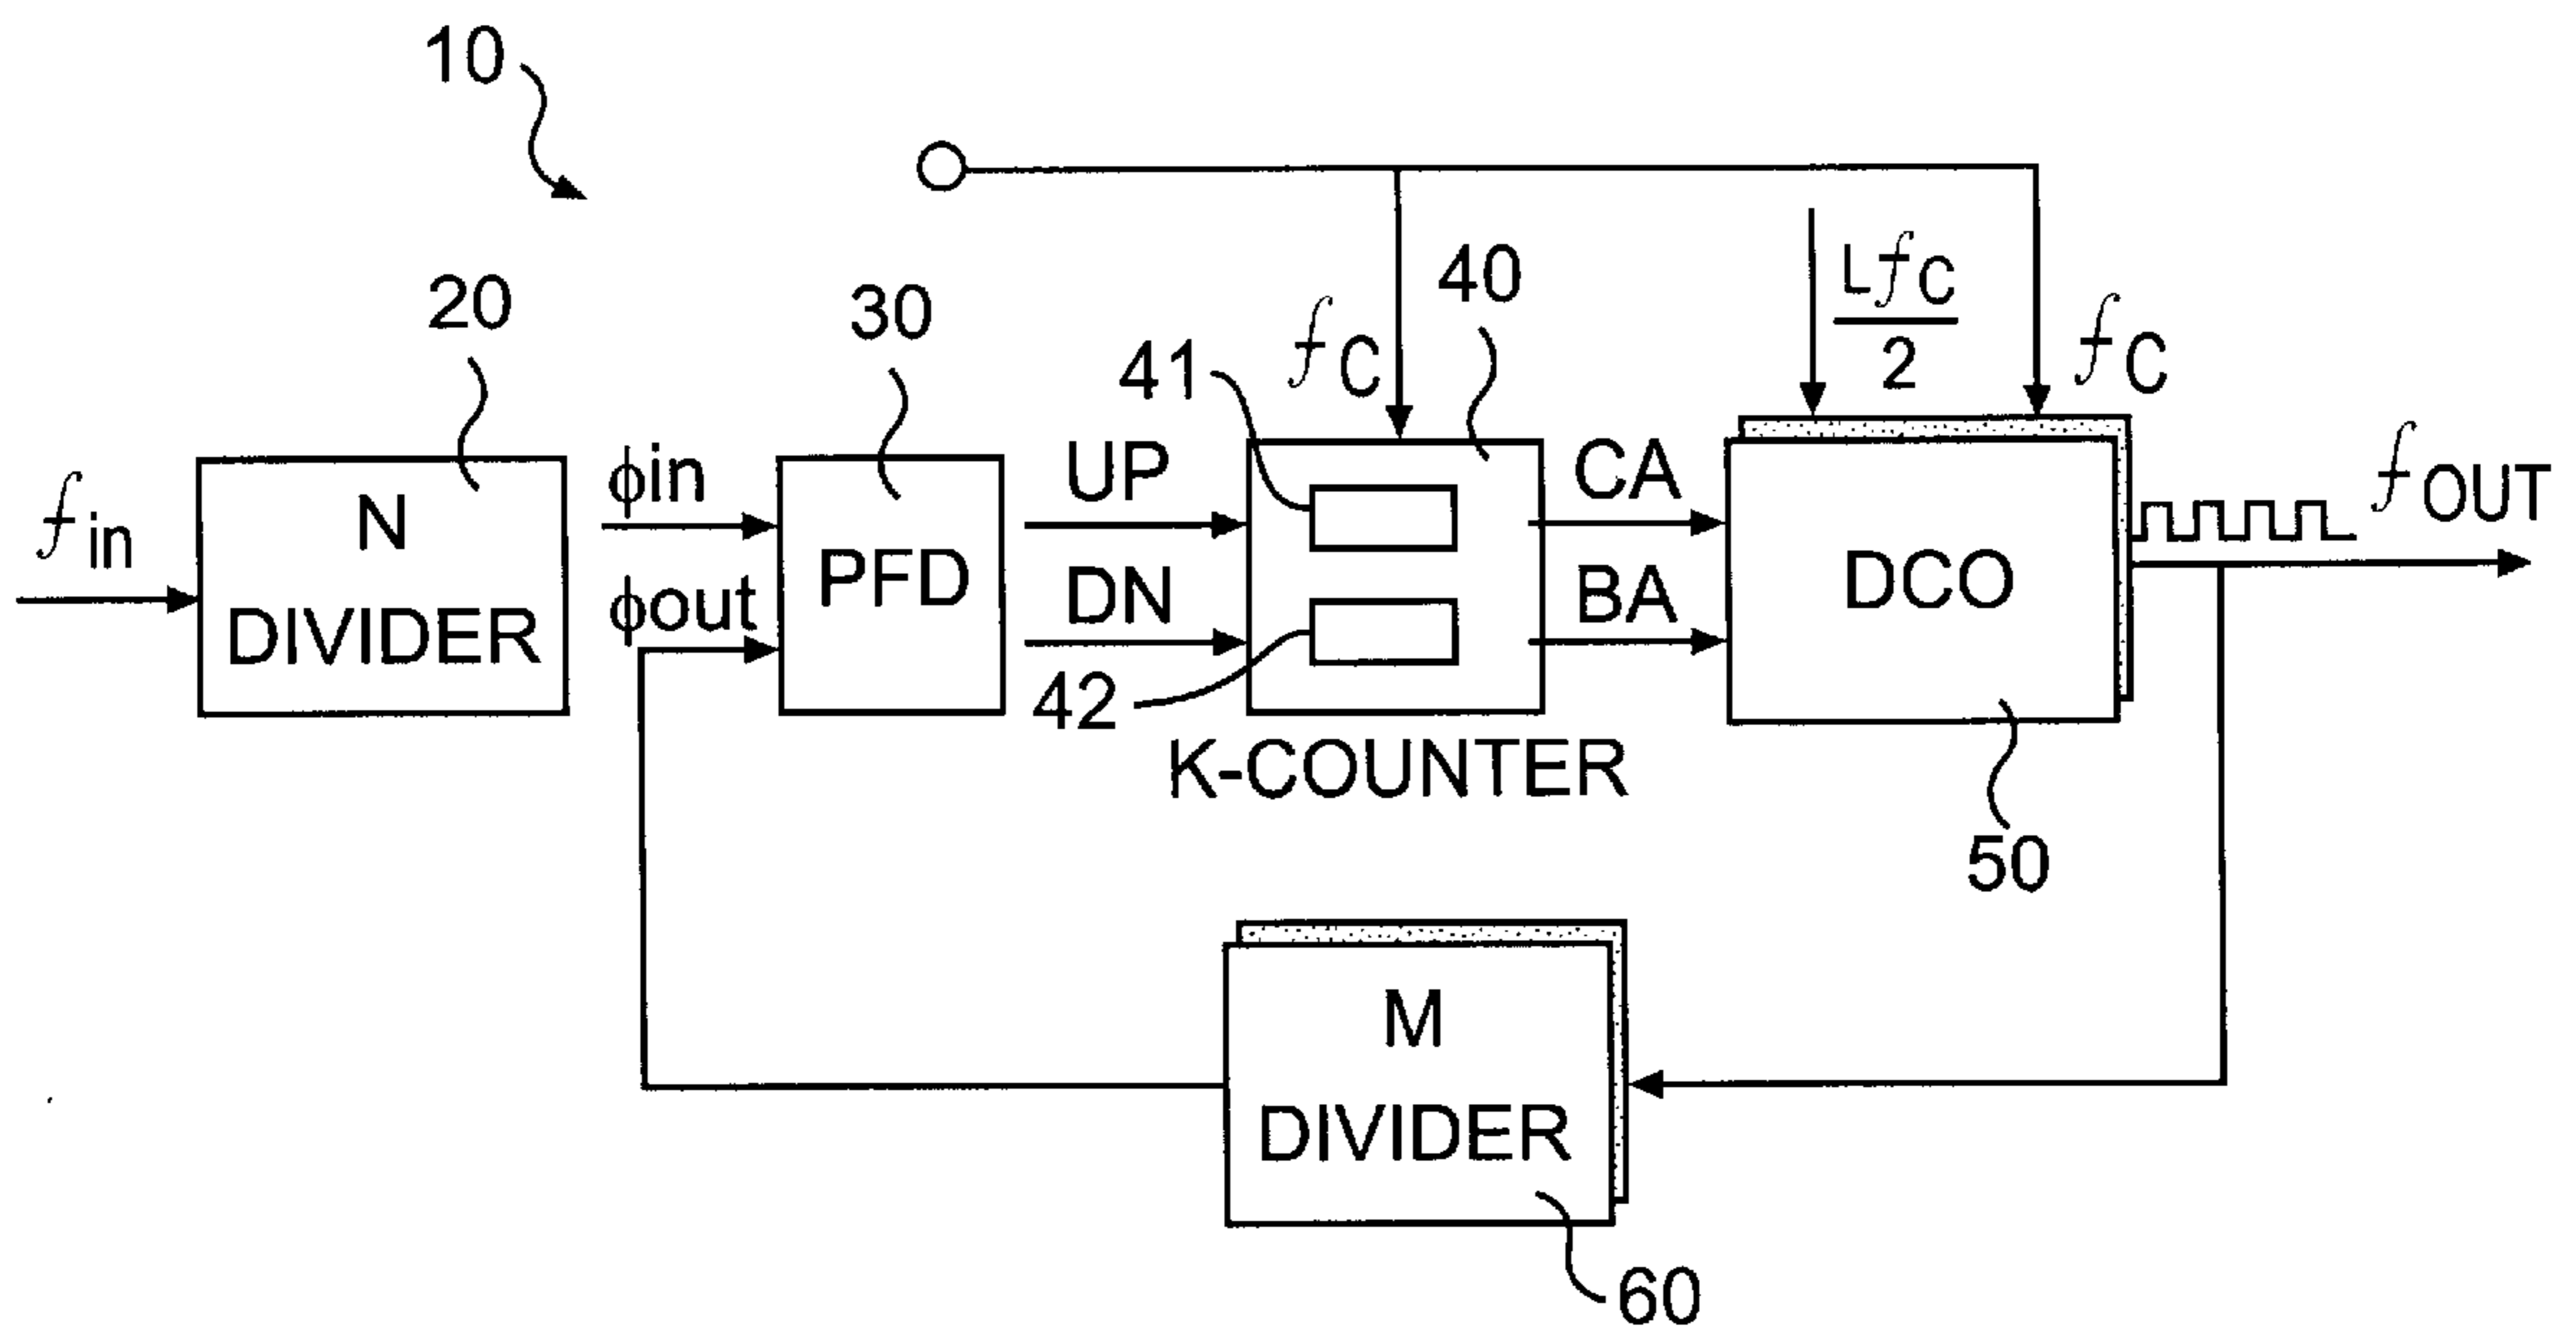 10
20
30
40
41
42
fC
LfC
2
fC
fin
N
DIVIDER
ϕin
ϕout
PFD
UP
DN
K-COUNTER
CA
BA
DCO
fOUT
50
M
DIVIDER
60